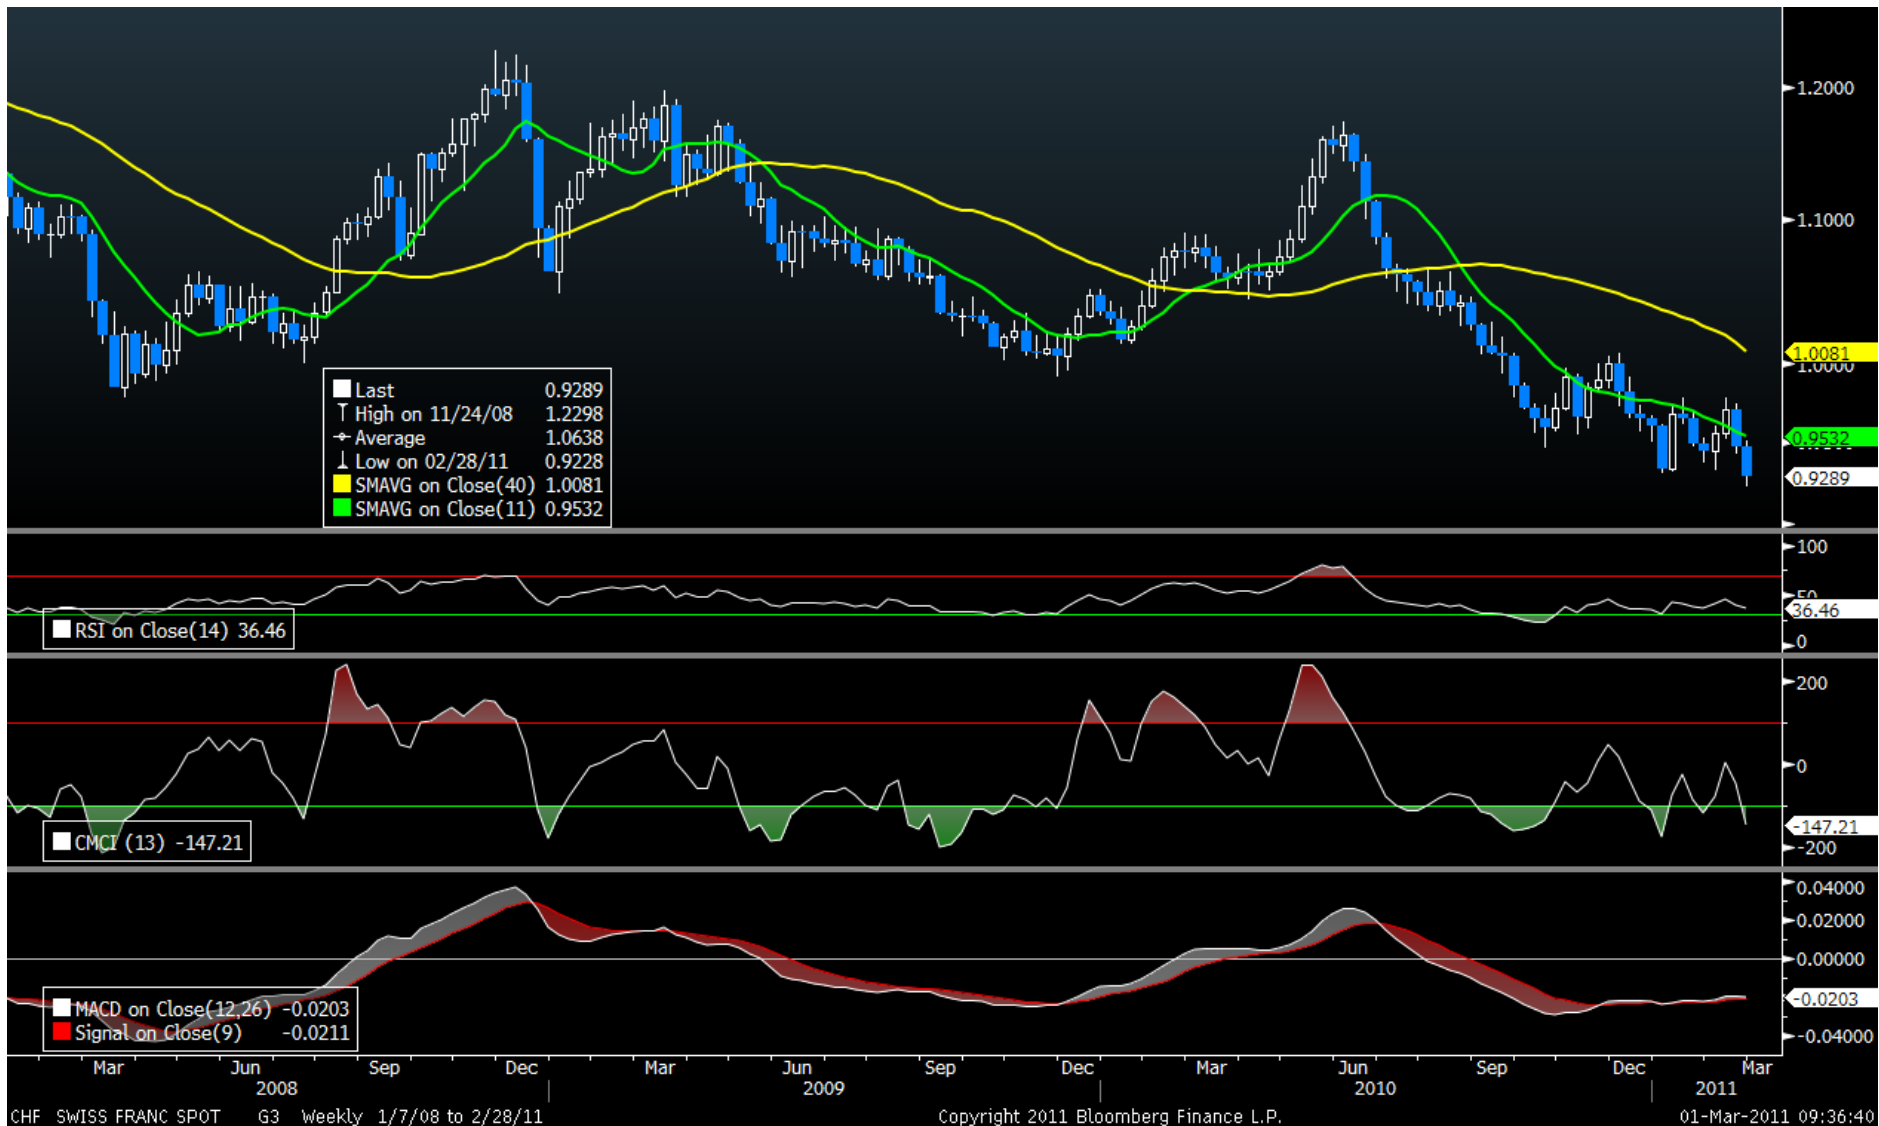 1.2000
1.1000
1.0081
1.0000
0.9532
0.9289
Last 0.9289
High on 11/24/08 1.2298
Average 1.0638
Low on 02/28/11 0.9228
SMAVG on Close(40) 1.0081
SMAVG on Close(11) 0.9532
100
50
36.46
0
RSI on Close(14) 36.46
200
0
-147.21
-200
CMCI (13) -147.21
0.04000
0.02000
0.00000
-0.0203
-0.04000
MACD on Close(12,26) -0.0203
Signal on Close(9) -0.0211
Mar Jun Sep Dec Mar Jun Sep Dec Mar Jun Sep Dec Mar
2008 2009 2010 2011
CHF SWISS FRANC SPOT G3 Weekly 1/7/08 to 2/28/11 Copyright 2011 Bloomberg Finance L.P. 01-Mar-2011 09:36:40